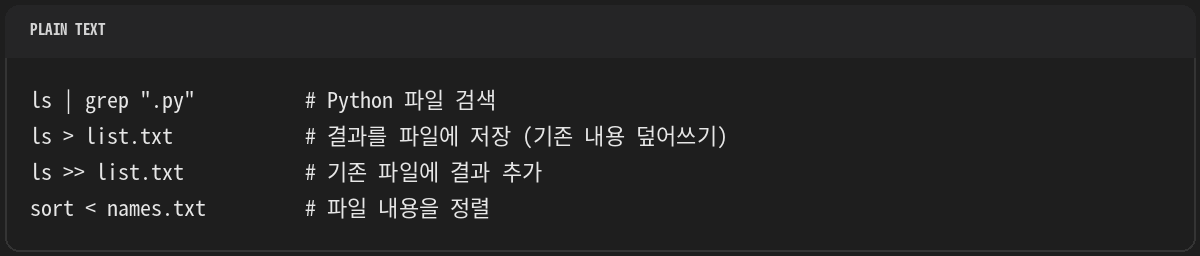 PLAIN TEXT
ls | grep ".py"          # Python 파일 검색
ls > list.txt            # 결과를 파일에 저장 (기존 내용 덮어쓰기)
ls >> list.txt           # 기존 파일에 결과 추가
sort < names.txt         # 파일 내용을 정렬